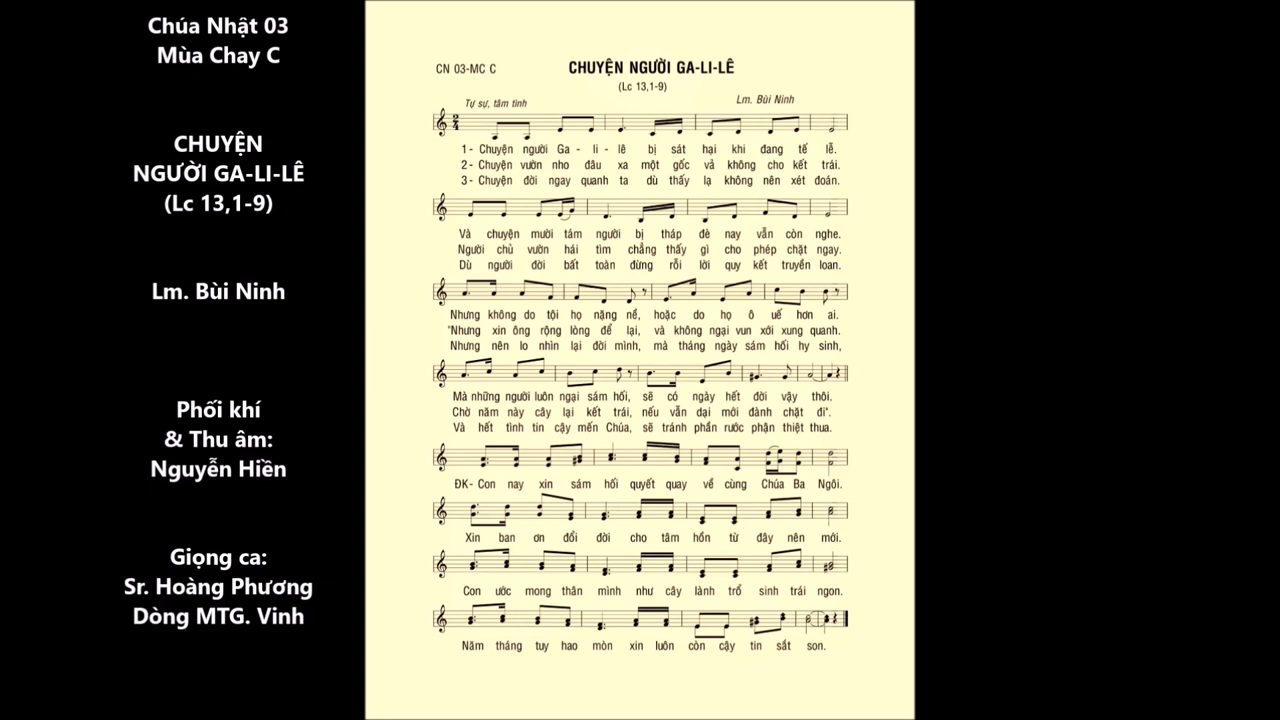 Chúa Nhật 03
Mùa Chay C
CHUYỆN
NGƯỜI GA-LI-LÊ
(Lc 13,1-9)
Lm. Bùi Ninh
Phối khí
& Thu âm:
Nguyễn Hiền
Giọng ca:
Sr. Hoàng Phương
Dòng MTG. Vinh
CN 03-MC C
CHUYỆN NGƯỜI GA-LI-LÊ
(Lc 13,1-9)
Tự sự, tâm tình
Lm. Bùi Ninh
2
4
1- Chuyện người Ga - li - lê bị sát hại khi đang tế lễ.
2- Chuyện vườn nho đâu xa một gốc vả không cho kết trái.
3- Chuyện đời ngay quanh ta dù thấy lạ không nên xét đoán.
Và chuyện mười tám người bị tháp đè nay vẫn còn nghe.
Người chủ vườn hái tìm chẳng thấy gì cho phép chặt ngay.
Dù người đời bất toàn đừng rỗi lời quy kết truyền loan.
Nhưng không do tội họ nặng nề, hoặc do họ ô uế hơn ai.
"Nhưng xin ông rộng lòng để lại, và không ngại vun xới xung quanh.
Nhưng nên lo nhìn lại đời mình, mà tháng ngày sám hối hy sinh,
Mà những người luôn ngại sám hối, sẽ có ngày hết đời vậy thôi.
Chờ năm này cây lại kết trái, nếu vẫn dại mới đành chặt đi".
Và hết tình tin cậy mến Chúa, sẽ tránh phần rước phận thiệt thua.
ĐK- Con nay xin sám hối quyết quay về cùng Chúa Ba Ngôi.
Xin ban ơn đổi đời cho tâm hồn từ đây nên mới.
Con ước mong thân mình như cây lành trổ sinh trái ngon.
Năm tháng tuy hao mòn xin luôn còn cậy tin sắt son.